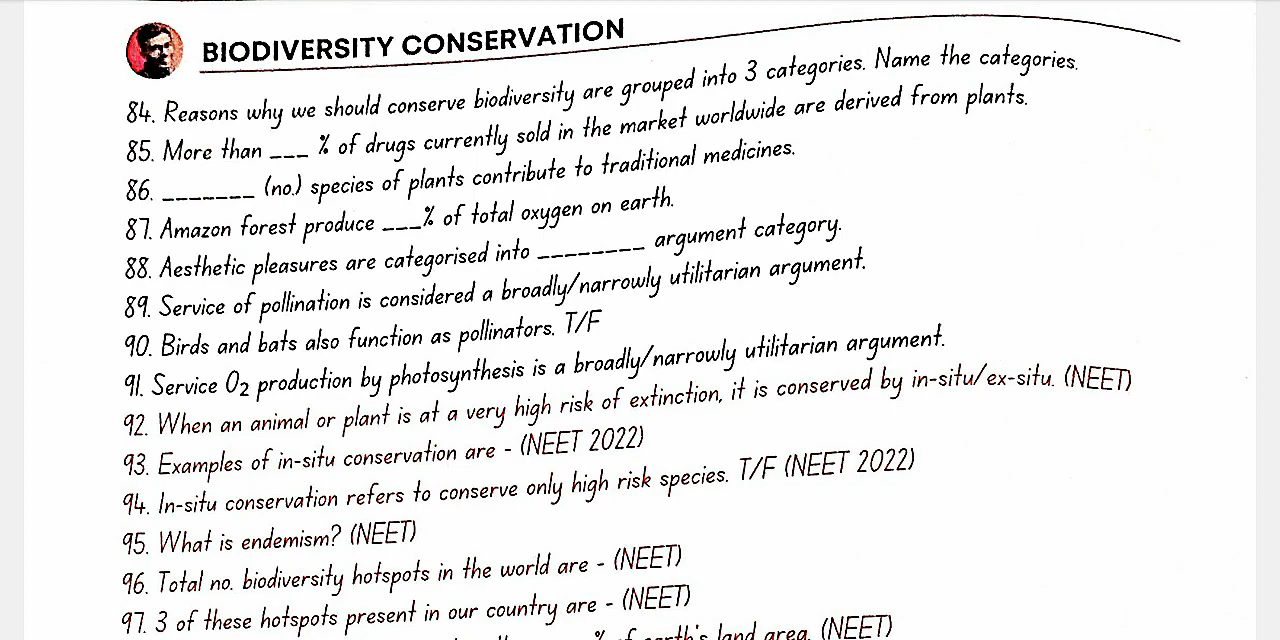 BIODIVERSITY CONSERVATION
84. Reasons why we should conserve biodiversity are grouped into 3 categories. Name the categories.
85. More than ___ % of drugs currently sold in the market worldwide are derived from plants.
86. _______ (no.) species of plants contribute to traditional medicines.
87. Amazon forest produce ___% of total oxygen on earth.
88. Aesthetic pleasures are categorised into _________ argument category.
89. Service of pollination is considered a broadly/narrowly utilitarian argument.
90. Birds and bats also function as pollinators. T/F
91. Service O2 production by photosynthesis is a broadly/narrowly utilitarian argument.
92. When an animal or plant is at a very high risk of extinction, it is conserved by in-situ/ex-situ. (NEET)
93. Examples of in-situ conservation are - (NEET 2022)
94. In-situ conservation refers to conserve only high risk species. T/F (NEET 2022)
95. What is endemism? (NEET)
96. Total no. biodiversity hotspots in the world are - (NEET)
97. 3 of these hotspots present in our country are - (NEET)
% of earth's land area. (NEET)